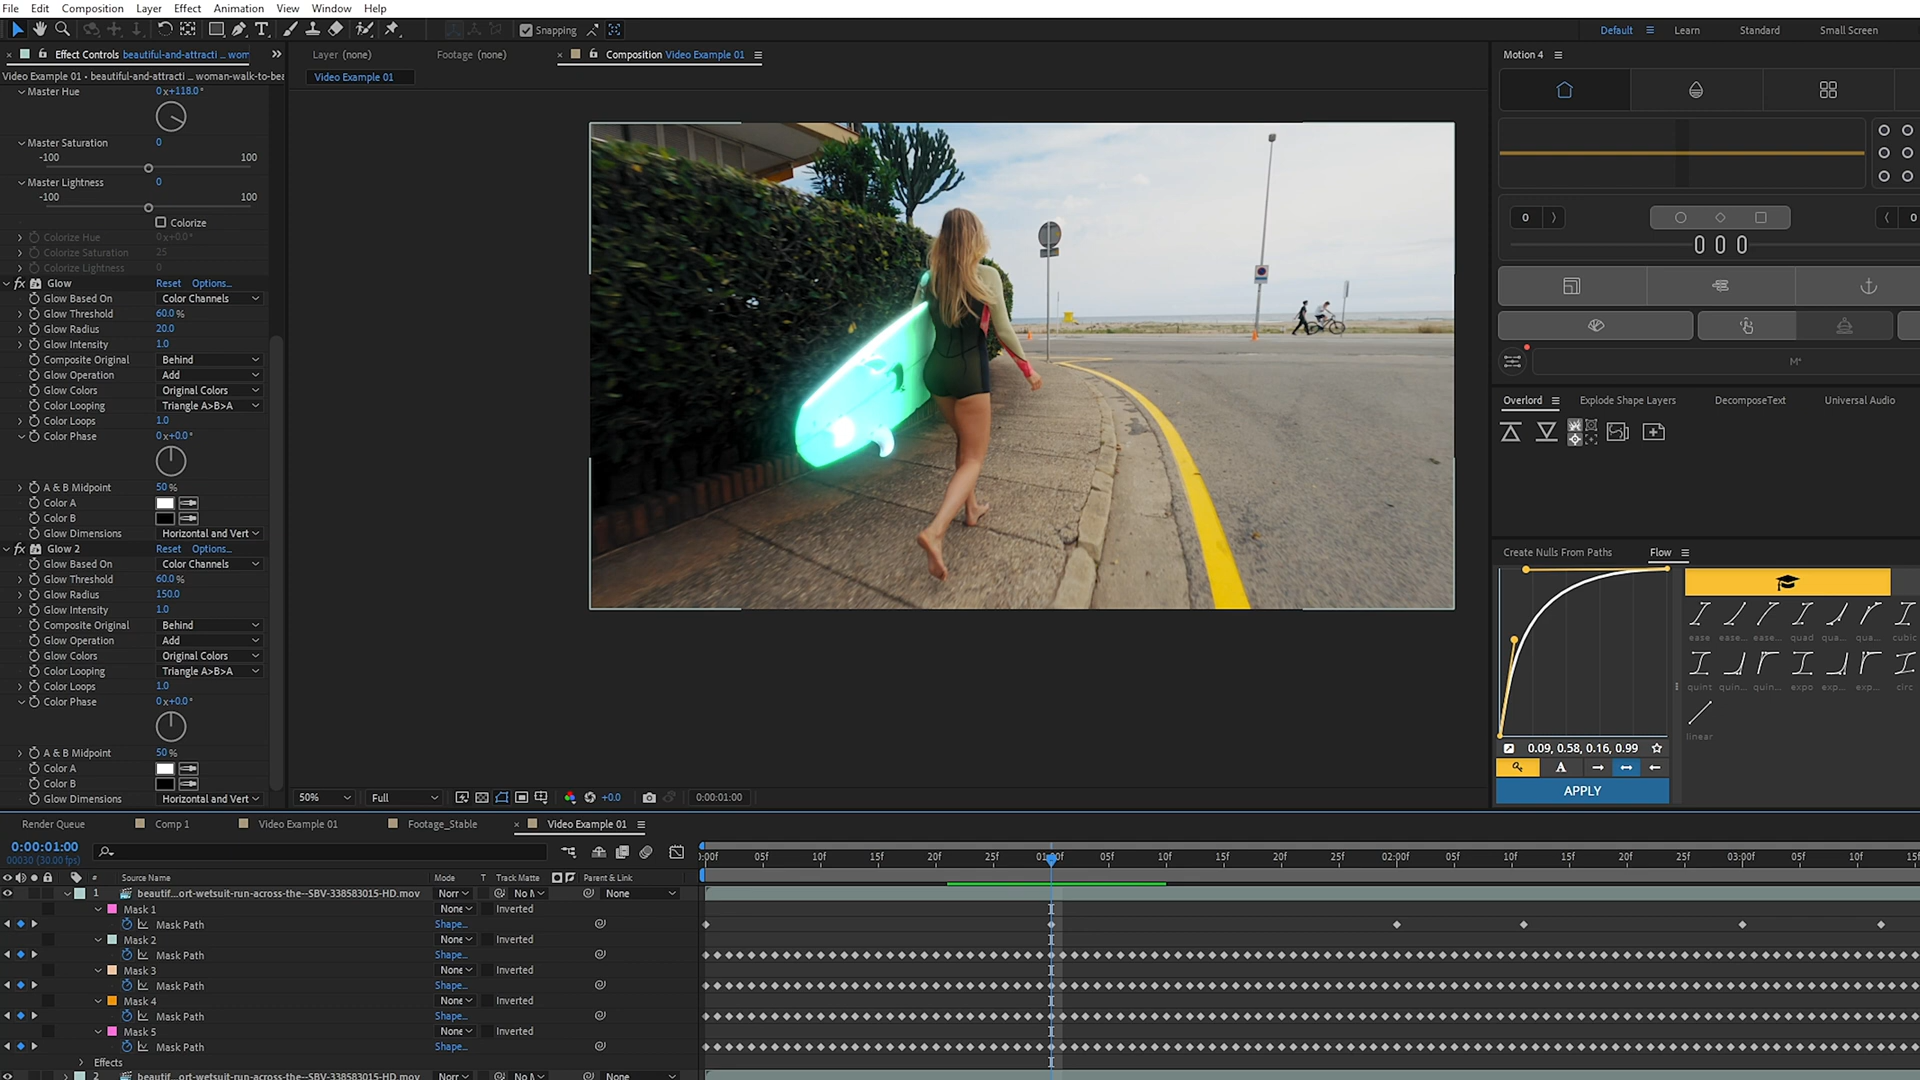 File Edit Composition Layer Effect Animation View Window Help
Snapping
Default Learn Standard Small Screen
Effect Controls beautiful-and-attracti ... wom
Layer (none) Footage (none) Composition Video Example 01
Motion 4
Video Example 01 • beautiful-and-attracti ... woman-walk-to-bea
Video Example 01
Master Hue 0x+118.0°
Master Saturation 0
-100 100
Master Lightness 0
-100 100
Colorize
Colorize Hue 0x+0.0°
Colorize Saturation 25
Colorize Lightness 0
fx Glow Reset Options...
Glow Based On Color Channels
Glow Threshold 60.0 %
Glow Radius 20.0
Glow Intensity 1.0
Composite Original Behind
Glow Operation Add
Glow Colors Original Colors
Color Looping Triangle A>B>A
Color Loops 1.0
Color Phase 0x+0.0°
A & B Midpoint 50 %
Color A
Color B
Glow Dimensions Horizontal and Vert
fx Glow 2 Reset Options...
Glow Based On Color Channels
Glow Threshold 60.0 %
Glow Radius 150.0
Glow Intensity 1.0
Composite Original Behind
Glow Operation Add
Glow Colors Original Colors
Color Looping Triangle A>B>A
Color Loops 1.0
Color Phase 0x+0.0°
A & B Midpoint 50 %
Color A
Color B
Glow Dimensions Horizontal and Vert
50% Full +0.0 0:00:01:00
0 0
0 0 0
M*
Overlord Explode Shape Layers DecomposeText Universal Audio
Create Nulls From Paths Flow
ease ease... ease... quad qua... qua... cubic
quint quin... quin... expo exp... exp... circ
linear
0.09, 0.58, 0.16, 0.99
A
APPLY
Render Queue Comp 1 Video Example 01 Footage_Stable Video Example 01
0:00:01:00
00030 (30.00 fps)
:00f 05f 10f 15f 20f 25f 01:00f 05f 10f 15f 20f 25f 02:00f 05f 10f 15f 20f 25f 03:00f 05f 10f 15f
# Source Name Mode T Track Matte Parent & Link
1 beautif...ort-wetsuit-run-across-the--SBV-338583015-HD.mov Norr No M None
Mask 1 None Inverted
Mask Path Shape...
Mask 2 None Inverted
Mask Path Shape...
Mask 3 None Inverted
Mask Path Shape...
Mask 4 None Inverted
Mask Path Shape...
Mask 5 None Inverted
Mask Path Shape...
Effects
2 beautif...ort-wetsuit-run-across-the--SBV-338583015-HD.mov Norr No M None